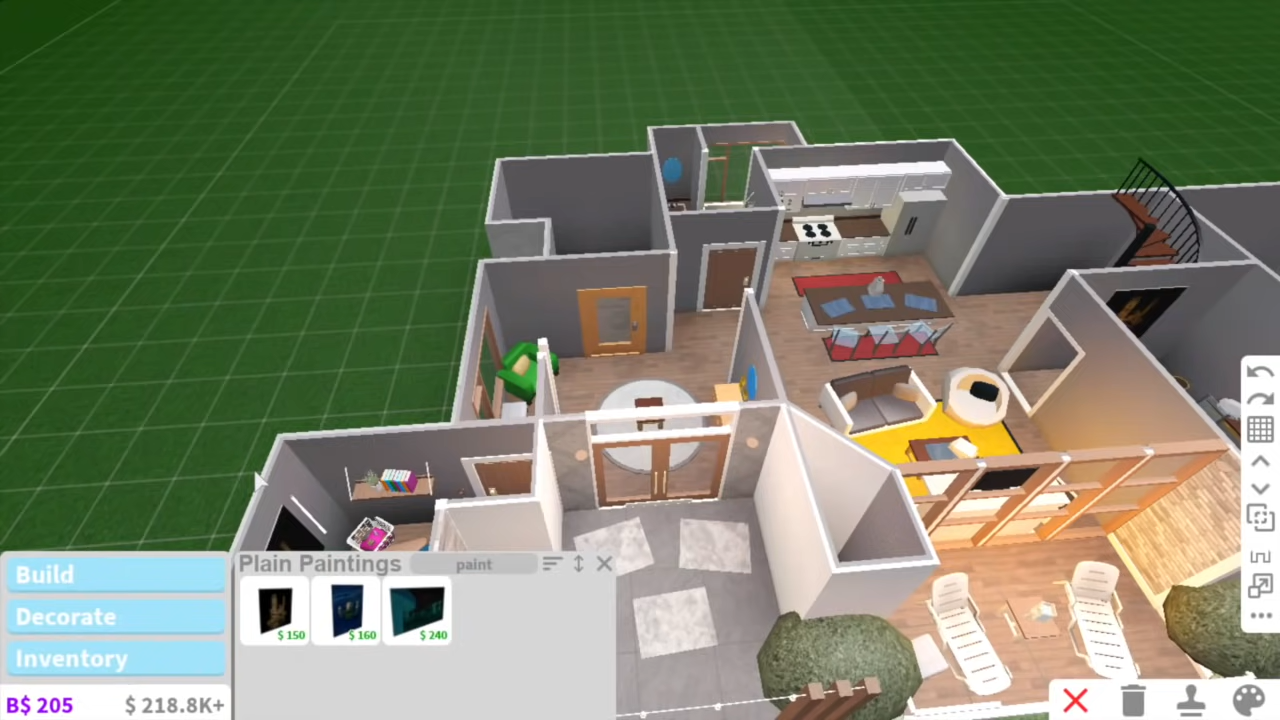 Build
Decorate
Inventory
B$ 205
$ 218.8K+
Plain Paintings
paint
$ 150
$ 160
$ 240